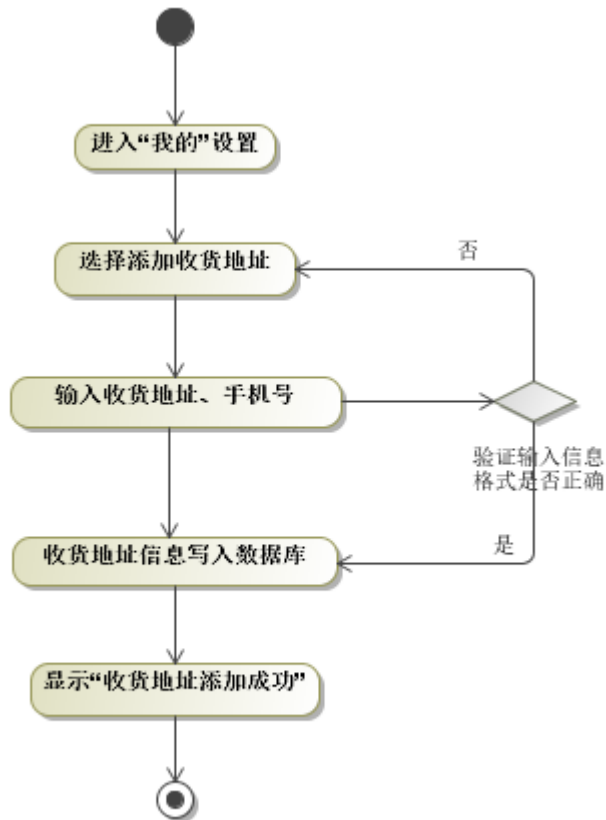 进入“我的”设置
选择添加收货地址
否
输入收货地址、手机号
验证输入信息
格式是否正确
收货地址信息写入数据库
是
显示“收货地址添加成功”